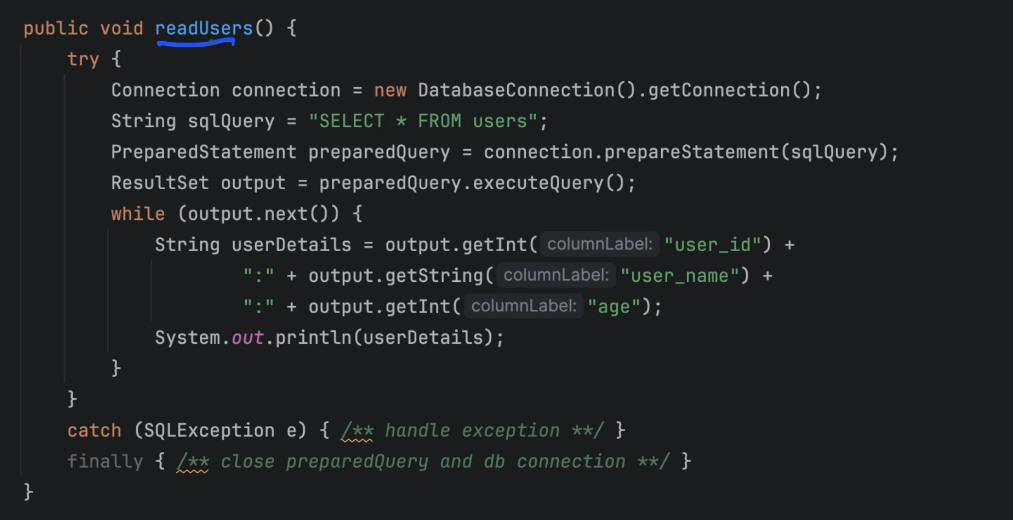 public void readUsers() {
try {
Connection connection = new DatabaseConnection().getConnection();
String sqlQuery = "SELECT * FROM users";
PreparedStatement preparedQuery = connection.prepareStatement(sqlQuery);
ResultSet output = preparedQuery.executeQuery();
while (output.next()) {
String userDetails = output.getInt( columnLabel: "user_id") +
":" + output.getString( columnLabel: "user_name") +
":" + output.getInt( columnLabel: "age");
System.out.println(userDetails);
}
}
catch (SQLException e) { /** handle exception **/ }
finally { /** close preparedQuery and db connection **/ }
}